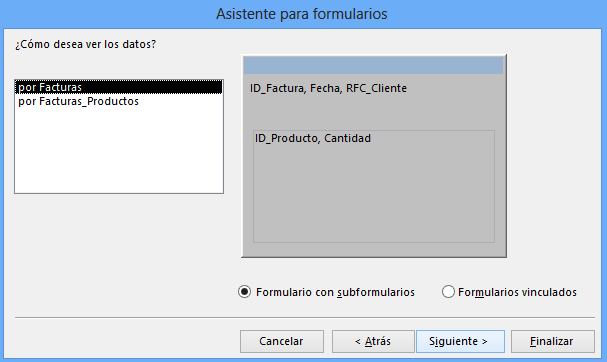 Asistente para formularios
¿Cómo desea ver los datos?
por Facturas
por Facturas_Productos
ID_Factura, Fecha, RFC_Cliente
ID_Producto, Cantidad
Formulario con subformularios
Formularios vinculados
Cancelar
< Atrás
Siguiente >
Finalizar